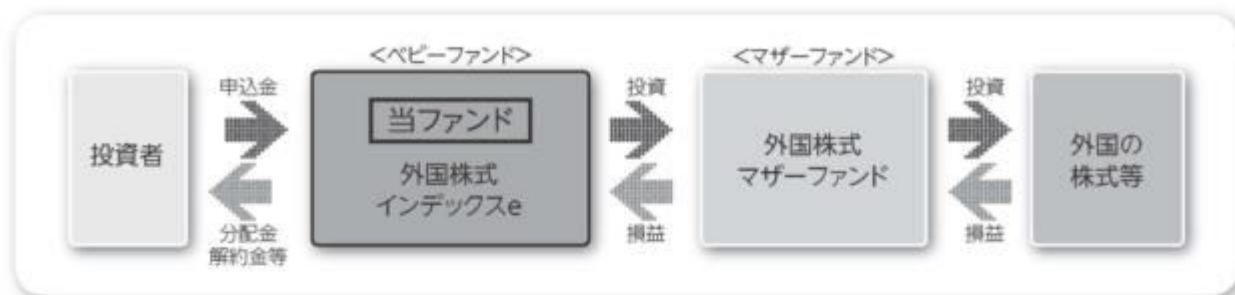 <ベビーファンド>
<マザーファンド>
投資者
申込金
分配金
解約金等
当ファンド
外国株式
インデックスe
投資
損益
外国株式
マザーファンド
投資
損益
外国の
株式等